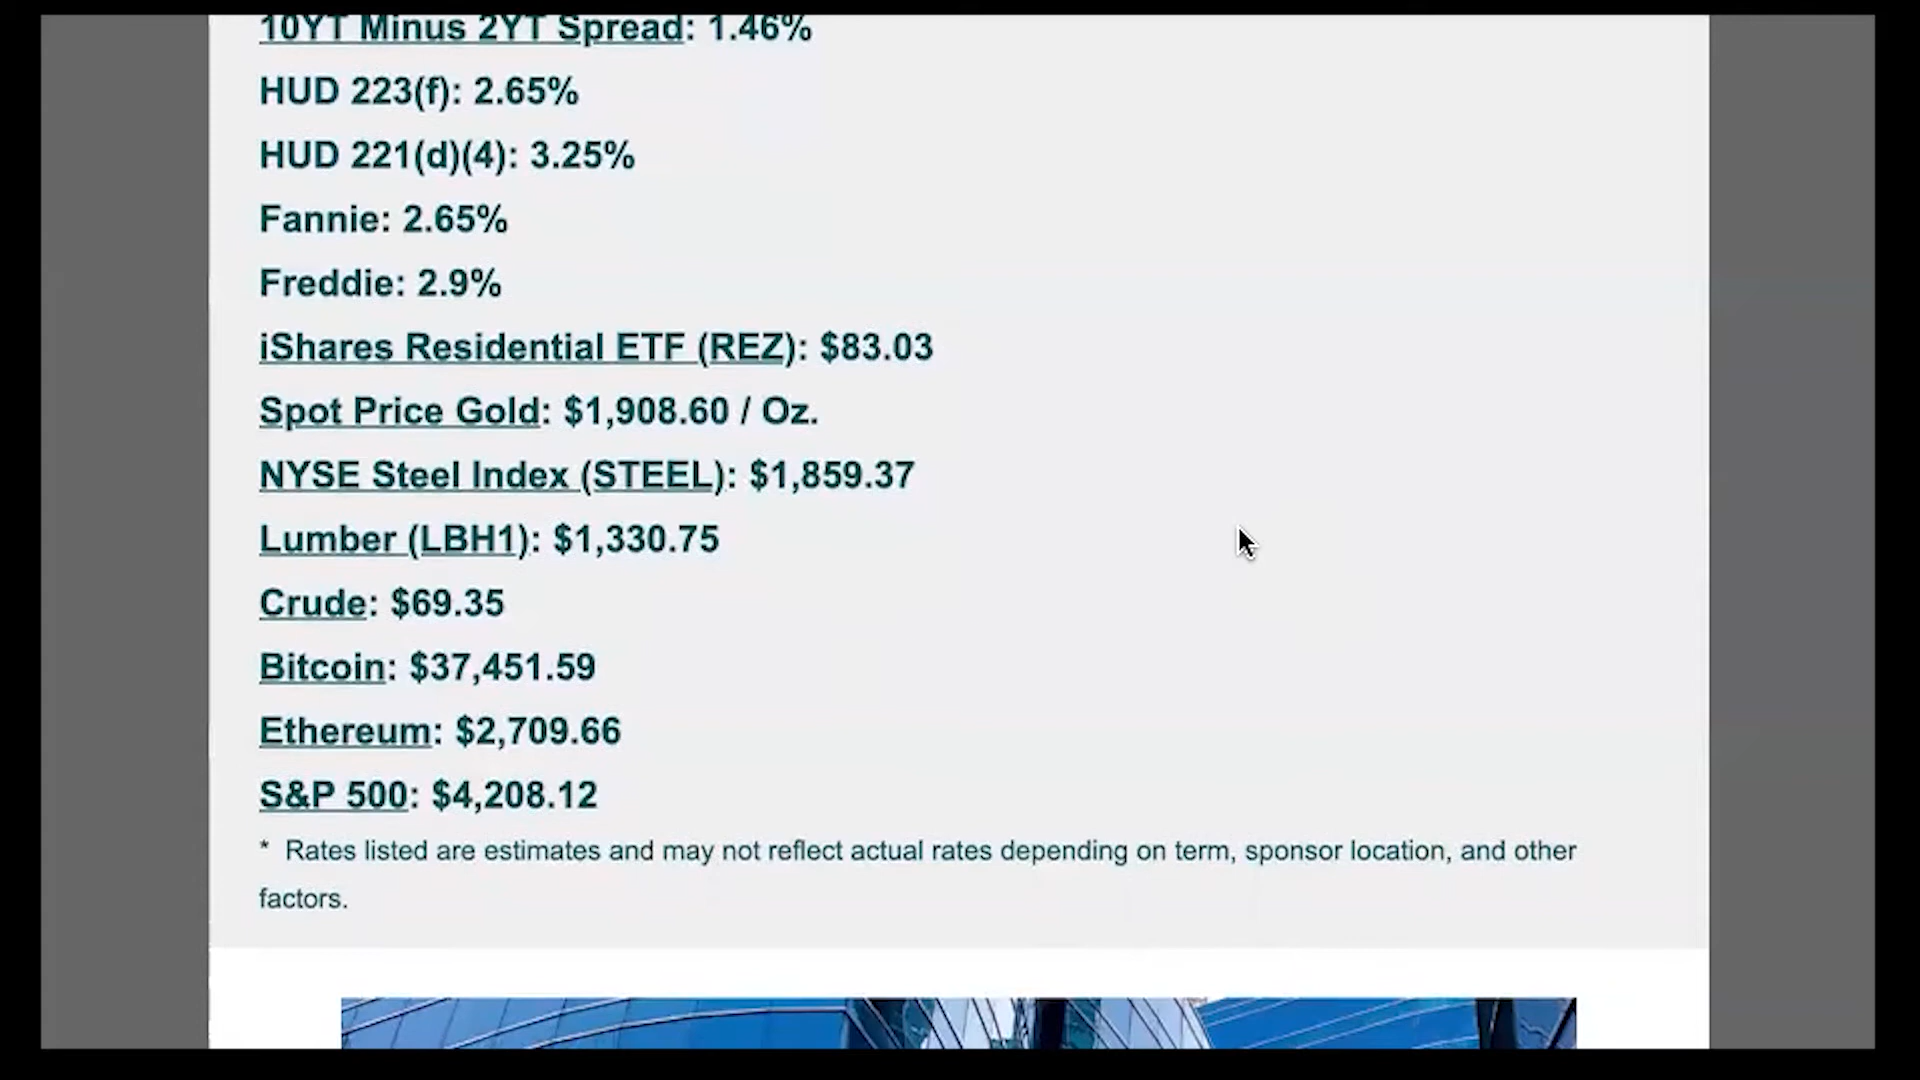 10YT Minus 2YT Spread: 1.46%
HUD 223(f): 2.65%
HUD 221(d)(4): 3.25%
Fannie: 2.65%
Freddie: 2.9%
iShares Residential ETF (REZ): $83.03
Spot Price Gold: $1,908.60 / Oz.
NYSE Steel Index (STEEL): $1,859.37
Lumber (LBH1): $1,330.75
Crude: $69.35
Bitcoin: $37,451.59
Ethereum: $2,709.66
S&P 500: $4,208.12
* Rates listed are estimates and may not reflect actual rates depending on term, sponsor location, and other
factors.